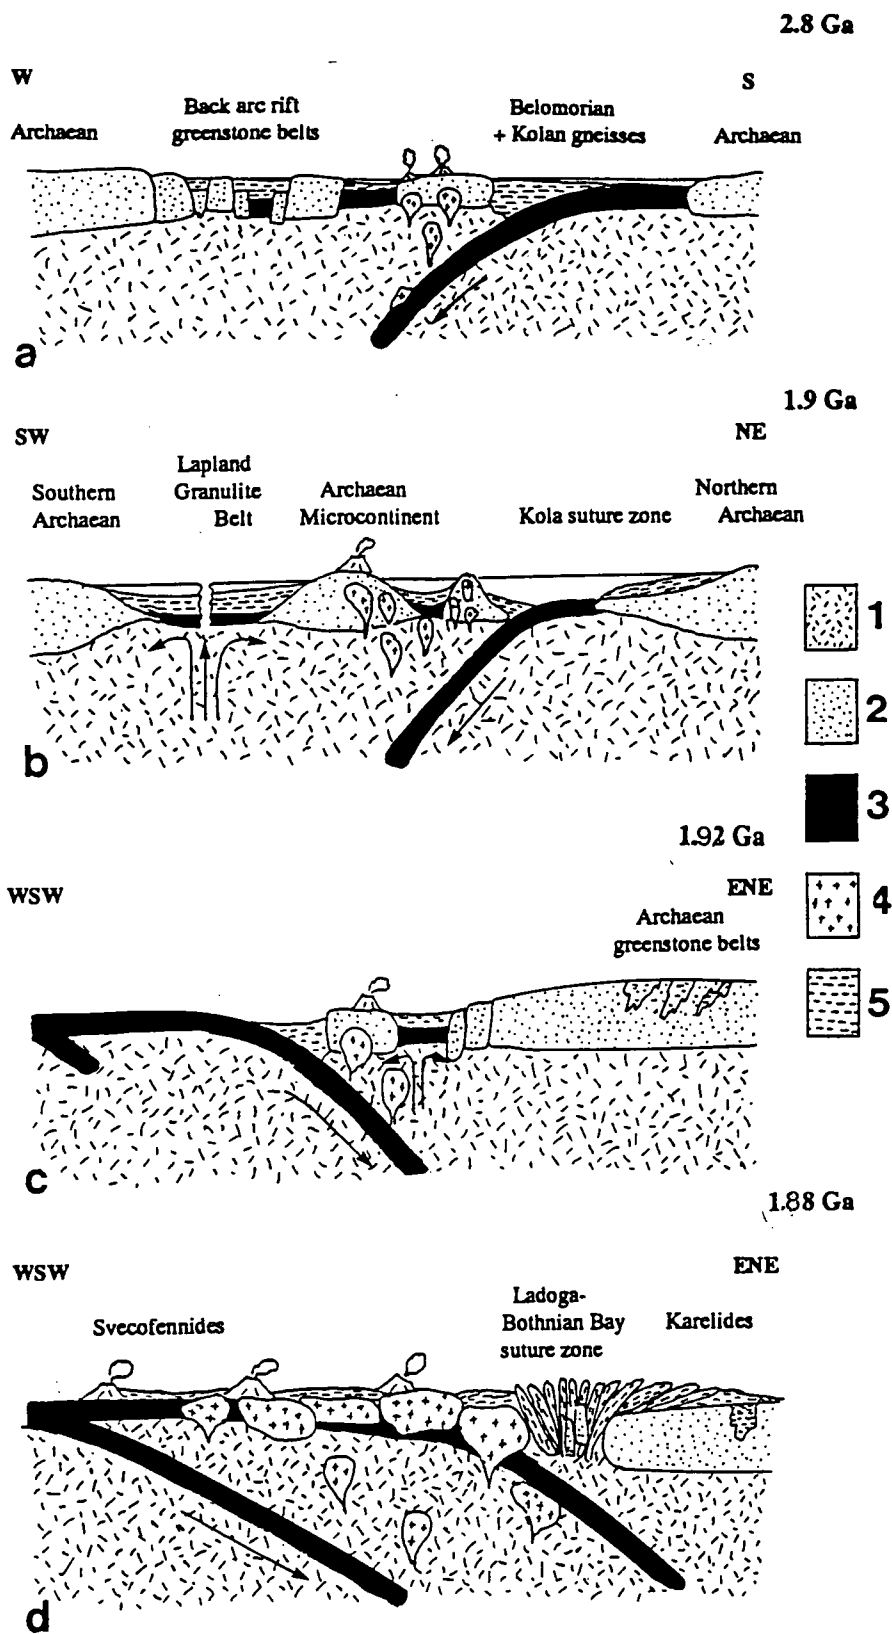 2.8 Ga
W
S
Back arc rift
greenstone belts
Belomorian
+ Kolan gneisses
Archaean
Archaean
a
1.9 Ga
SW
NE
Lapland
Granulite
Belt
Southern
Archaean
Archaean
Microcontinent
Kola suture zone
Northern
Archaean
b
1
2
3
4
5
1.92 Ga
WSW
ENE
Archaean
greenstone belts
c
1.88 Ga
WSW
ENE
Svecofennides
Ladoga-
Bothnian Bay
suture zone
Karelides
d